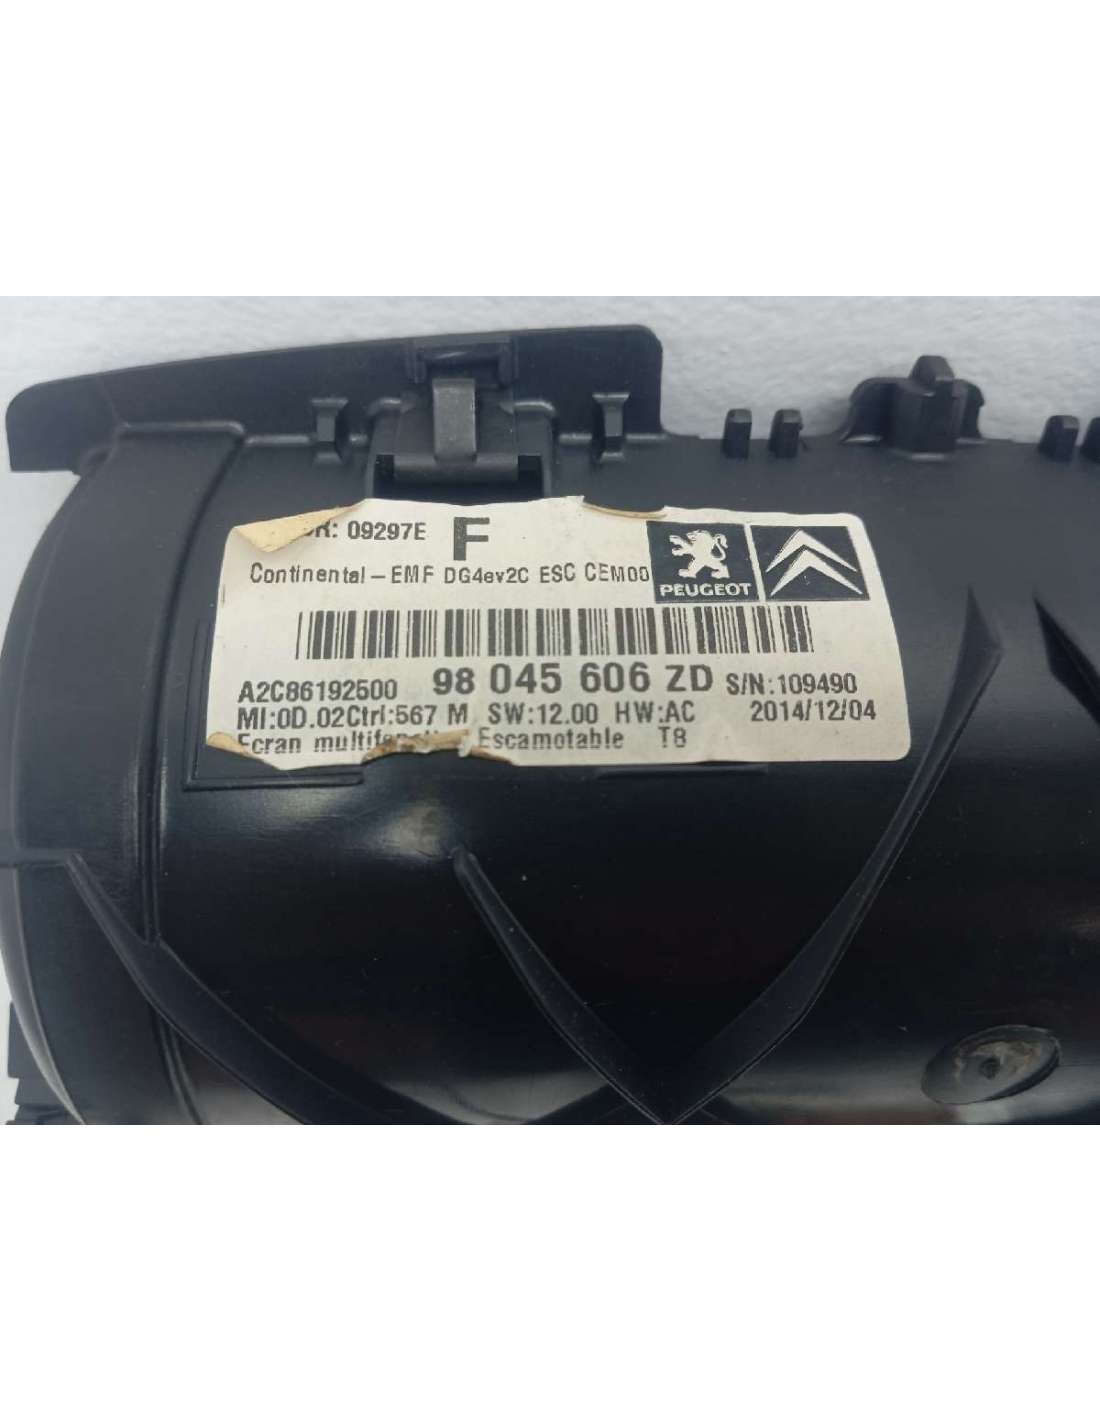 09297E F
Continental-EMF DG4ev2C ESC CEM00
PEUGEOT
A2C86192500 98 045 606 ZD S/N:109490
MI:0D.02Ctrl:567 M SW:12.00 HW:AC 2014/12/04
Ecran Escamotable T8